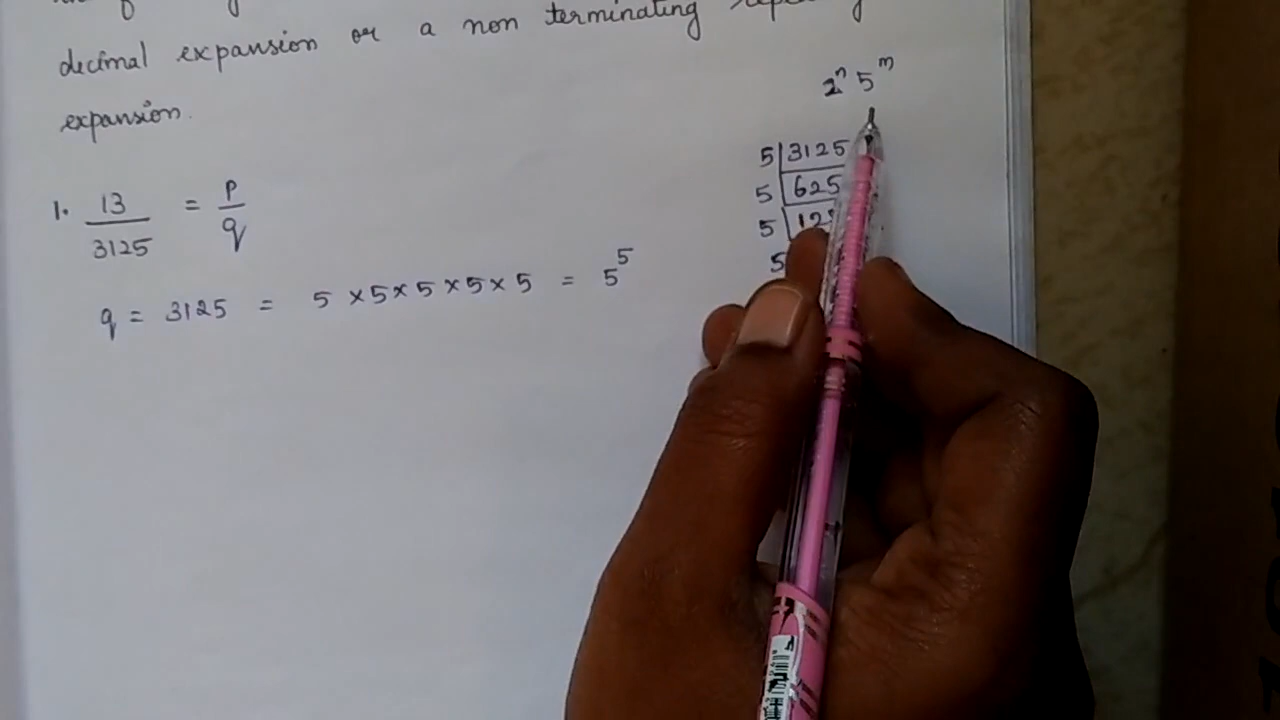 decimal expansion or a non terminating
expansion.
2ⁿ 5ᵐ
5 | 3125
5 | 625
5 | 12
5
1. 13/3125 = p/q
q = 3125 = 5 × 5 × 5 × 5 × 5 = 5⁵